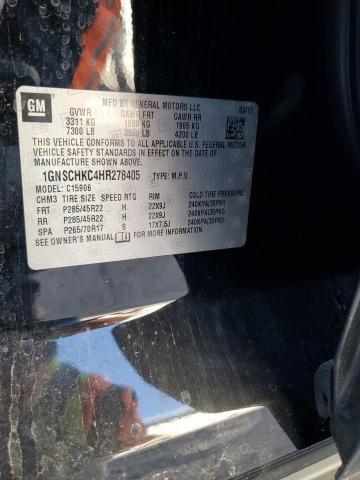 GM
MFD BY GENERAL MOTORS LLC 03/17
GVWR GAWR FRT GAWR RR
3311 KG 1588 KG 1905 KG
7300 LB 3500 LB 4200 LB
THIS VEHICLE CONFORMS TO ALL APPLICABLE U.S. FEDERAL MOTOR
VEHICLE SAFETY STANDARDS IN EFFECT ON THE DATE OF
MANUFACTURE SHOWN ABOVE.
1GNSCHKC4HR278405 TYPE: M.P.V.
MODEL: C15906
CHM3 TIRE SIZE SPEED RTG RIM COLD TIRE PRESSURE
FRT P285/45R22 H 22X9J 240KPA(35PSI)
RR P285/45R22 H 22X9J 240KPA(35PSI)
SPA P265/70R17 S 17X7.5J 240KPA(35PSI)
SEE OWNER'S MANUAL FOR MORE INFORMATION.